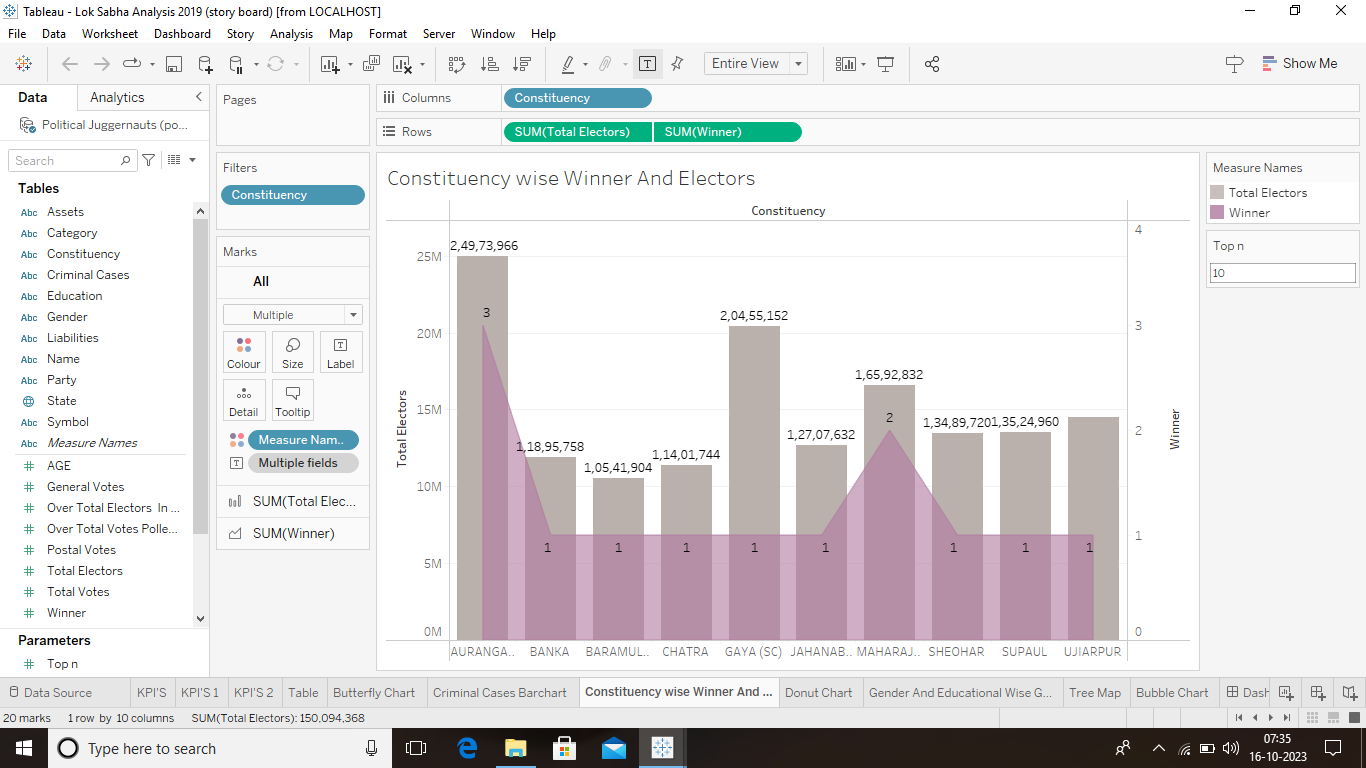 Tableau - Lok Sabha Analysis 2019 (story board) [from LOCALHOST]
File Data Worksheet Dashboard Story Analysis Map Format Server Window Help
Entire View
Show Me
Data Analytics
Political Juggernauts (po...
Search
Tables
Abc Assets
Abc Category
Abc Constituency
Abc Criminal Cases
Abc Education
Abc Gender
Abc Liabilities
Abc Name
Abc Party
State
Abc Symbol
Abc Measure Names
# AGE
# General Votes
# Over Total Electors In ...
# Over Total Votes Polle...
# Postal Votes
# Total Electors
# Total Votes
# Winner
Parameters
# Top n
Pages
Filters
Constituency
Marks
All
Multiple
Colour Size Label
Detail Tooltip
Measure Nam..
Multiple fields
SUM(Total Elec...
SUM(Winner)
Columns Constituency
Rows SUM(Total Electors) SUM(Winner)
Constituency wise Winner And Electors
Constituency
Total Electors
25M
20M
15M
10M
5M
0M
2,49,73,966
1,18,95,758
1,05,41,904
1,14,01,744
2,04,55,152
1,27,07,632
1,65,92,832
1,34,89,720
1,35,24,960
3 1 1 1 1 1 2 1 1 1
AURANGA.. BANKA BARAMUL.. CHATRA GAYA (SC) JAHANAB.. MAHARAJ.. SHEOHAR SUPAUL UJIARPUR
4
3
2
1
0
Winner
Measure Names
Total Electors
Winner
Top n
10
Data Source KPI'S KPI'S 1 KPI'S 2 Table Butterfly Chart Criminal Cases Barchart Constituency wise Winner And ... Donut Chart Gender And Educational Wise G... Tree Map Bubble Chart Dash
20 marks 1 row by 10 columns SUM(Total Electors): 150,094,368
Type here to search
07:35
16-10-2023